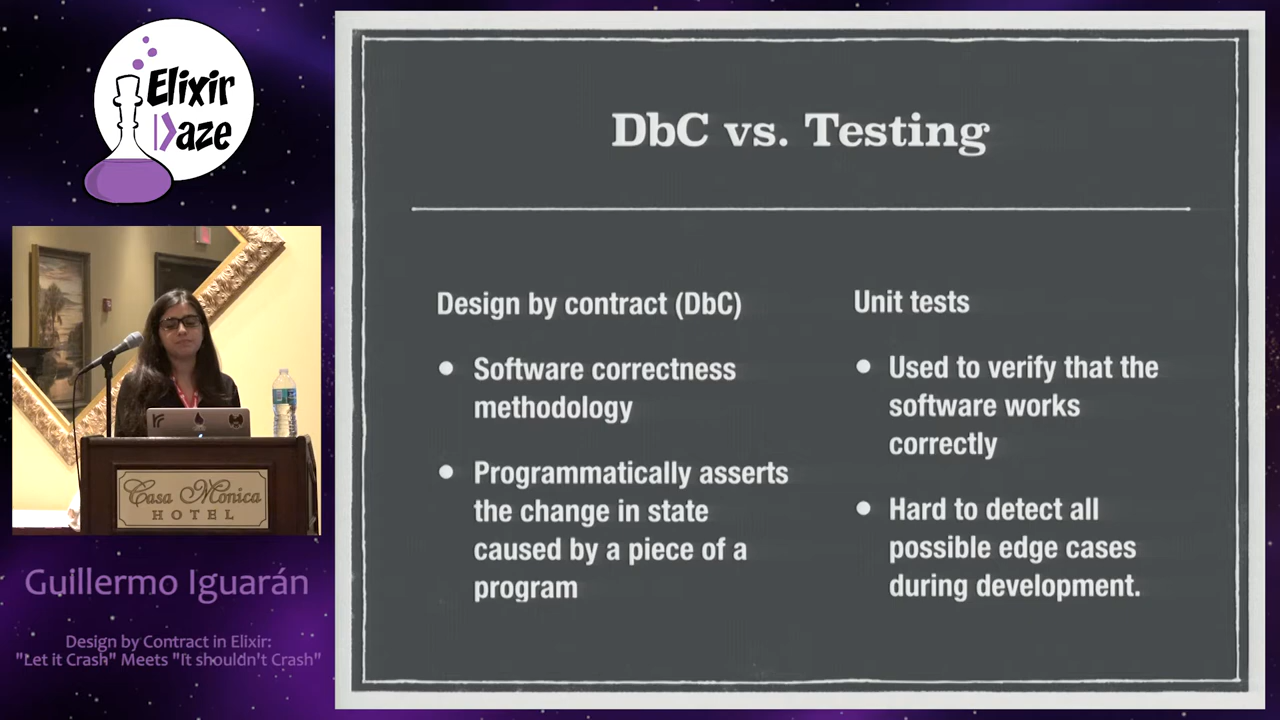 Elixir
|>aze
Casa Monica
HOTEL
Guillermo Iguarán
Design by Contract in Elixir:
"Let it Crash" Meets "It shouldn't Crash"
DbC vs. Testing
Design by contract (DbC)
• Software correctness
methodology
• Programmatically asserts
the change in state
caused by a piece of a
program
Unit tests
• Used to verify that the
software works
correctly
• Hard to detect all
possible edge cases
during development.